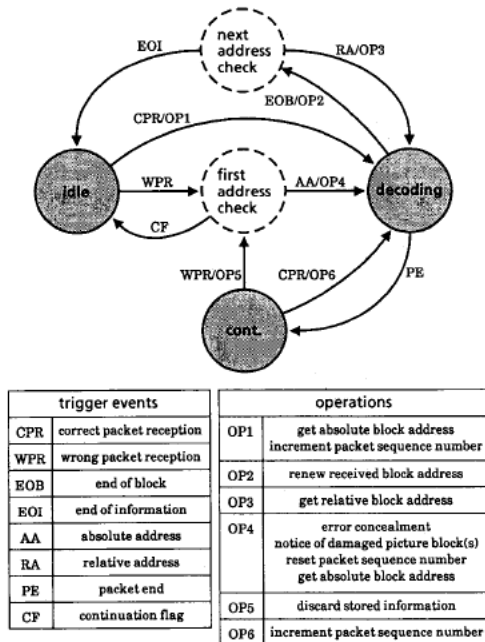 next
address
check
EOI
RA/OP3
EOB/OP2
CPR/OP1
idle
WPR
first
address
check
AA/OP4
decoding
CF
WPR/OP5
CPR/OP6
PE
cont.
trigger events
CPR correct packet reception
WPR wrong packet reception
EOB end of block
EOI end of information
AA absolute address
RA relative address
PE packet end
CF continuation flag
operations
OP1 get absolute block address
increment packet sequence number
OP2 renew received block address
OP3 get relative block address
OP4 error concealment
notice of damaged picture block(s)
reset packet sequence number
get absolute block address
OP5 discard stored information
OP6 increment packet sequence number